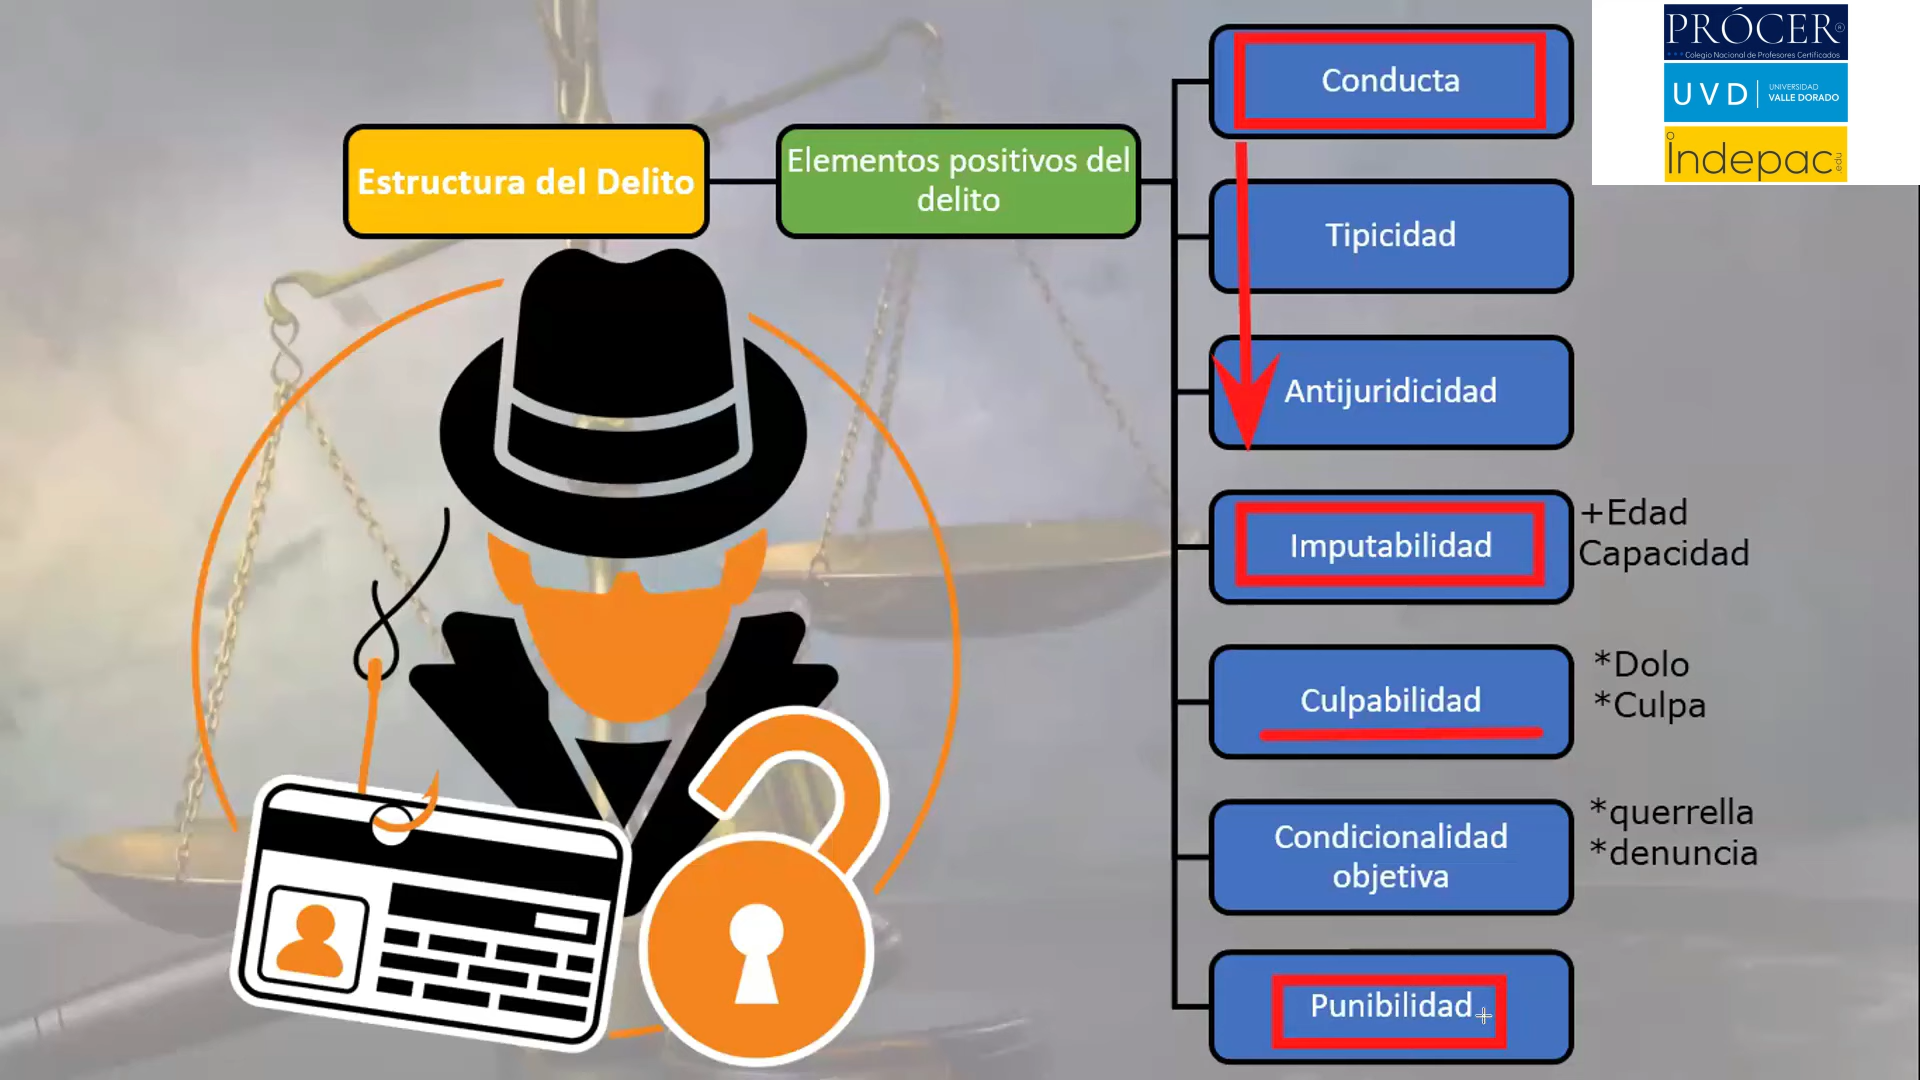 Estructura del Delito
Elementos positivos del
delito
Conducta
Tipicidad
Antijuridicidad
Imputabilidad
+Edad
Capacidad
Culpabilidad
*Dolo
*Culpa
Condicionalidad
objetiva
*querrella
*denuncia
Punibilidad
PRÓCER
Colegio Nacional de Profesores Certificados
UVD
UNIVERSIDAD
VALLE DORADO
indepac
.edu